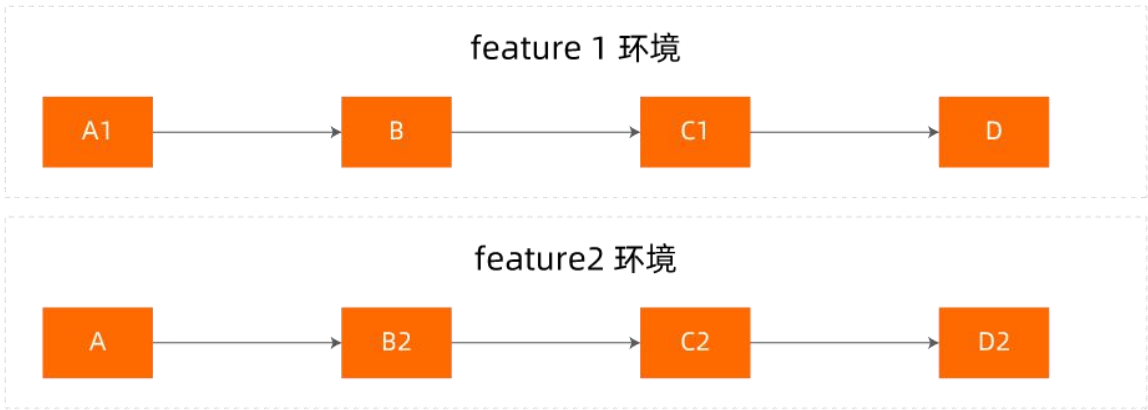 feature 1 环境
A1
B
C1
D
feature2 环境
A
B2
C2
D2